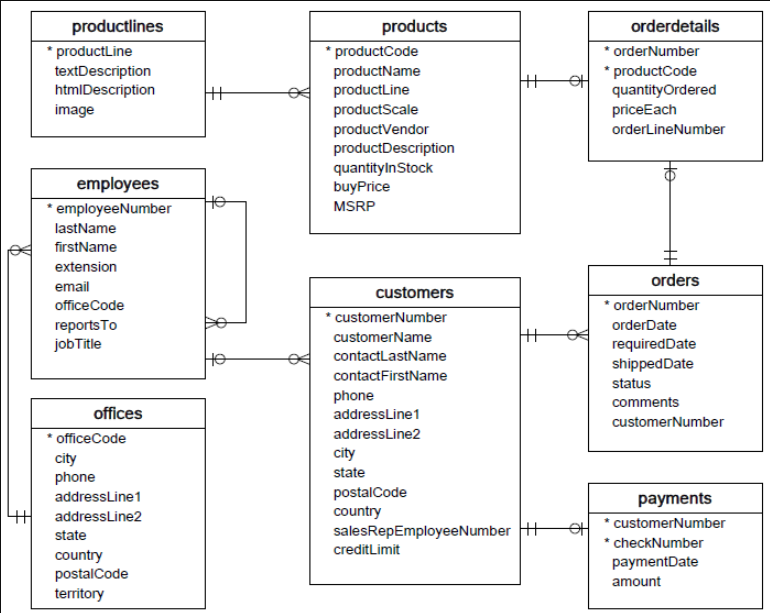 productlines
* productLine
textDescription
htmlDescription
image
products
* productCode
productName
productLine
productScale
productVendor
productDescription
quantityInStock
buyPrice
MSRP
orderdetails
* orderNumber
* productCode
quantityOrdered
priceEach
orderLineNumber
employees
* employeeNumber
lastName
firstName
extension
email
officeCode
reportsTo
jobTitle
customers
* customerNumber
customerName
contactLastName
contactFirstName
phone
addressLine1
addressLine2
city
state
postalCode
country
salesRepEmployeeNumber
creditLimit
orders
* orderNumber
orderDate
requiredDate
shippedDate
status
comments
customerNumber
offices
* officeCode
city
phone
addressLine1
addressLine2
state
country
postalCode
territory
payments
* customerNumber
* checkNumber
paymentDate
amount